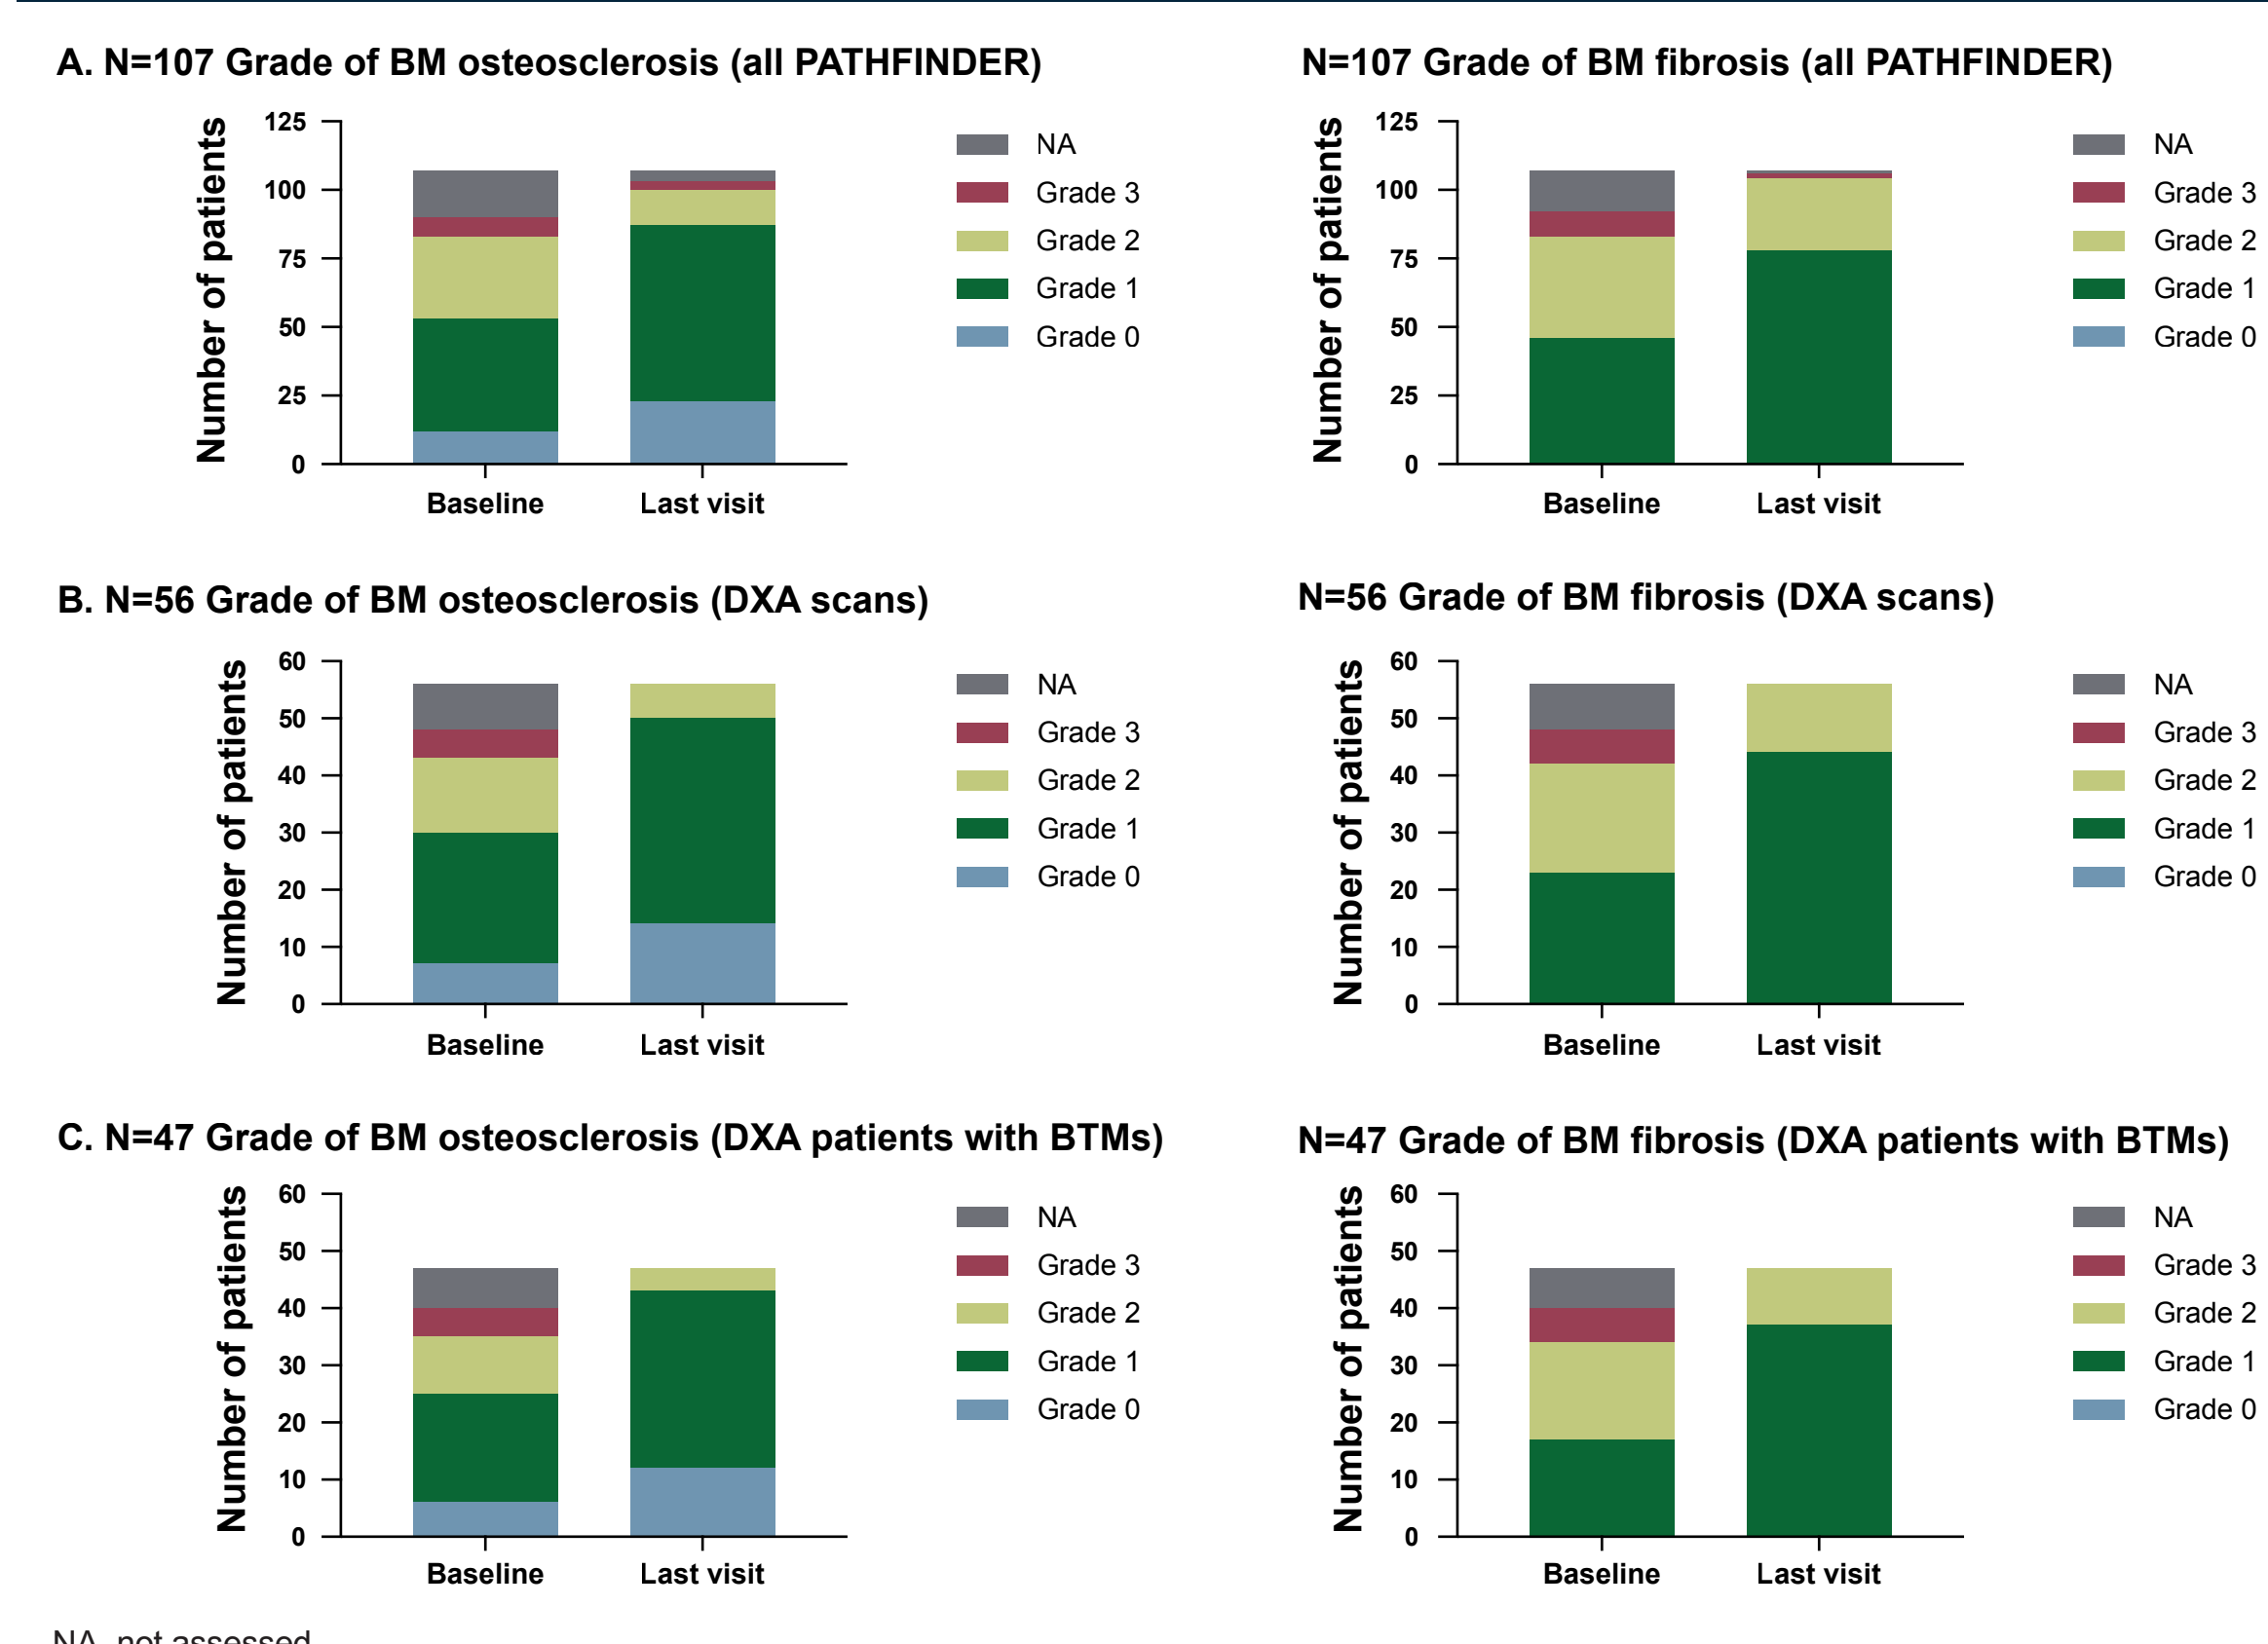 A. N=107 Grade of BM osteosclerosis (all PATHFINDER)
Number of patients
125
100
75
50
25
0
Baseline
Last visit
NA
Grade 3
Grade 2
Grade 1
Grade 0
N=107 Grade of BM fibrosis (all PATHFINDER)
Number of patients
125
100
75
50
25
0
Baseline
Last visit
NA
Grade 3
Grade 2
Grade 1
Grade 0
B. N=56 Grade of BM osteosclerosis (DXA scans)
Number of patients
60
50
40
30
20
10
0
Baseline
Last visit
NA
Grade 3
Grade 2
Grade 1
Grade 0
N=56 Grade of BM fibrosis (DXA scans)
Number of patients
60
50
40
30
20
10
0
Baseline
Last visit
NA
Grade 3
Grade 2
Grade 1
Grade 0
C. N=47 Grade of BM osteosclerosis (DXA patients with BTMs)
Number of patients
60
50
40
30
20
10
0
Baseline
Last visit
NA
Grade 3
Grade 2
Grade 1
Grade 0
N=47 Grade of BM fibrosis (DXA patients with BTMs)
Number of patients
60
50
40
30
20
10
0
Baseline
Last visit
NA
Grade 3
Grade 2
Grade 1
Grade 0
NA, not assessed